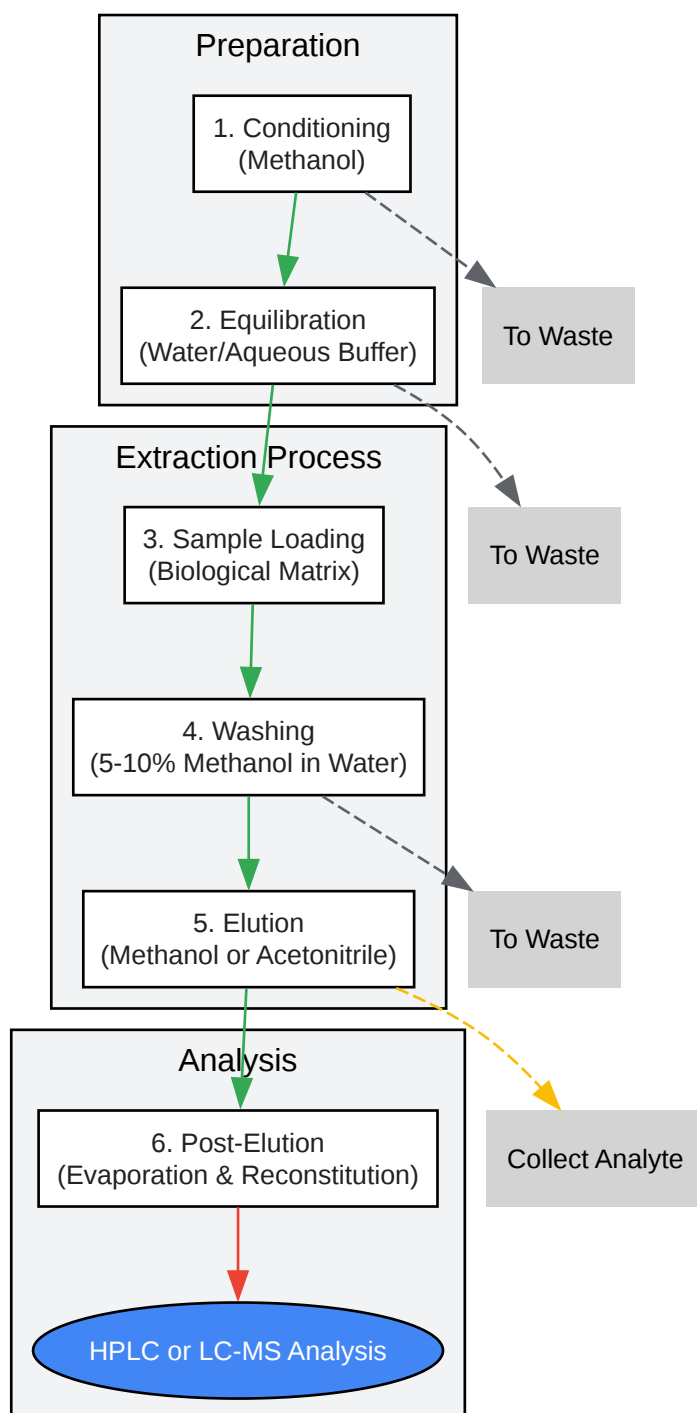 Preparation
1. Conditioning
(Methanol)
2. Equilibration
(Water/Aqueous Buffer)
To Waste
Extraction Process
3. Sample Loading
(Biological Matrix)
To Waste
4. Washing
(5-10% Methanol in Water)
5. Elution
(Methanol or Acetonitrile)
To Waste
Analysis
6. Post-Elution
(Evaporation & Reconstitution)
Collect Analyte
HPLC or LC-MS Analysis